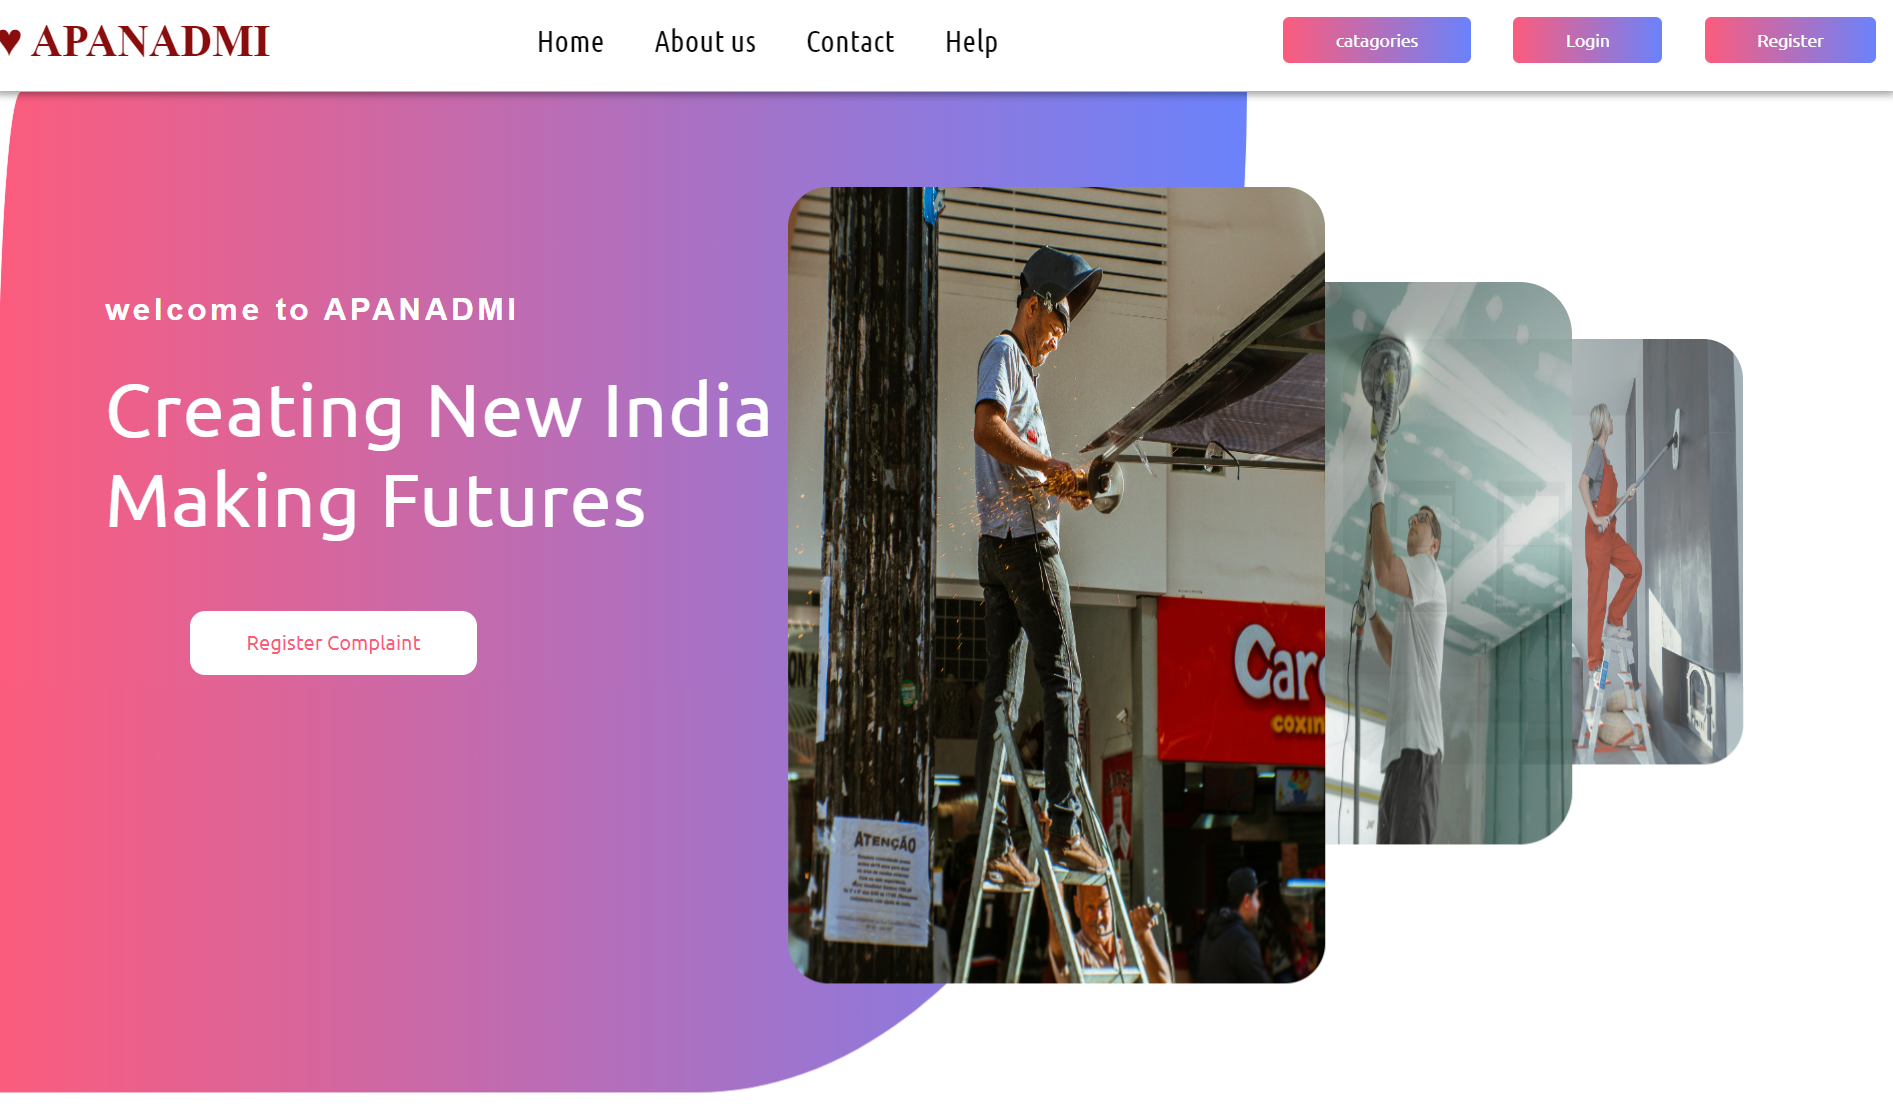 ♥ APANADMI
Home
About us
Contact
Help
catagories
Login
Register
welcome to APANADMI
Creating New India
Making Futures
Register Complaint
Car
COXIN
ATENÇÃO